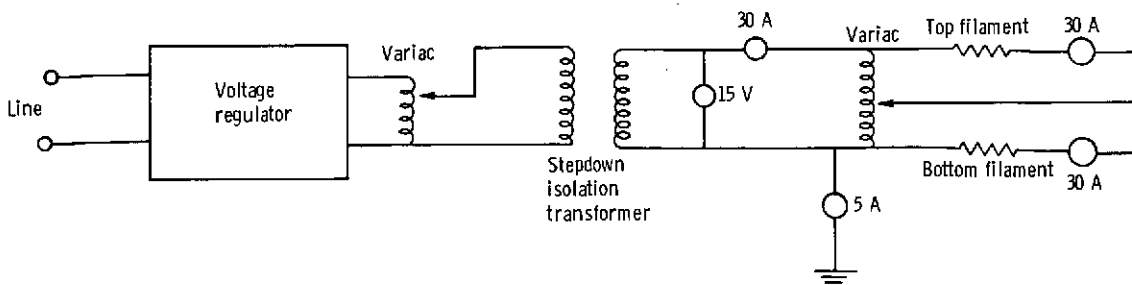 30 A
Variac
Top filament
30 A
Variac
Line
Voltage
regulator
15 V
Stepdown
isolation
transformer
Bottom filament
30 A
5 A